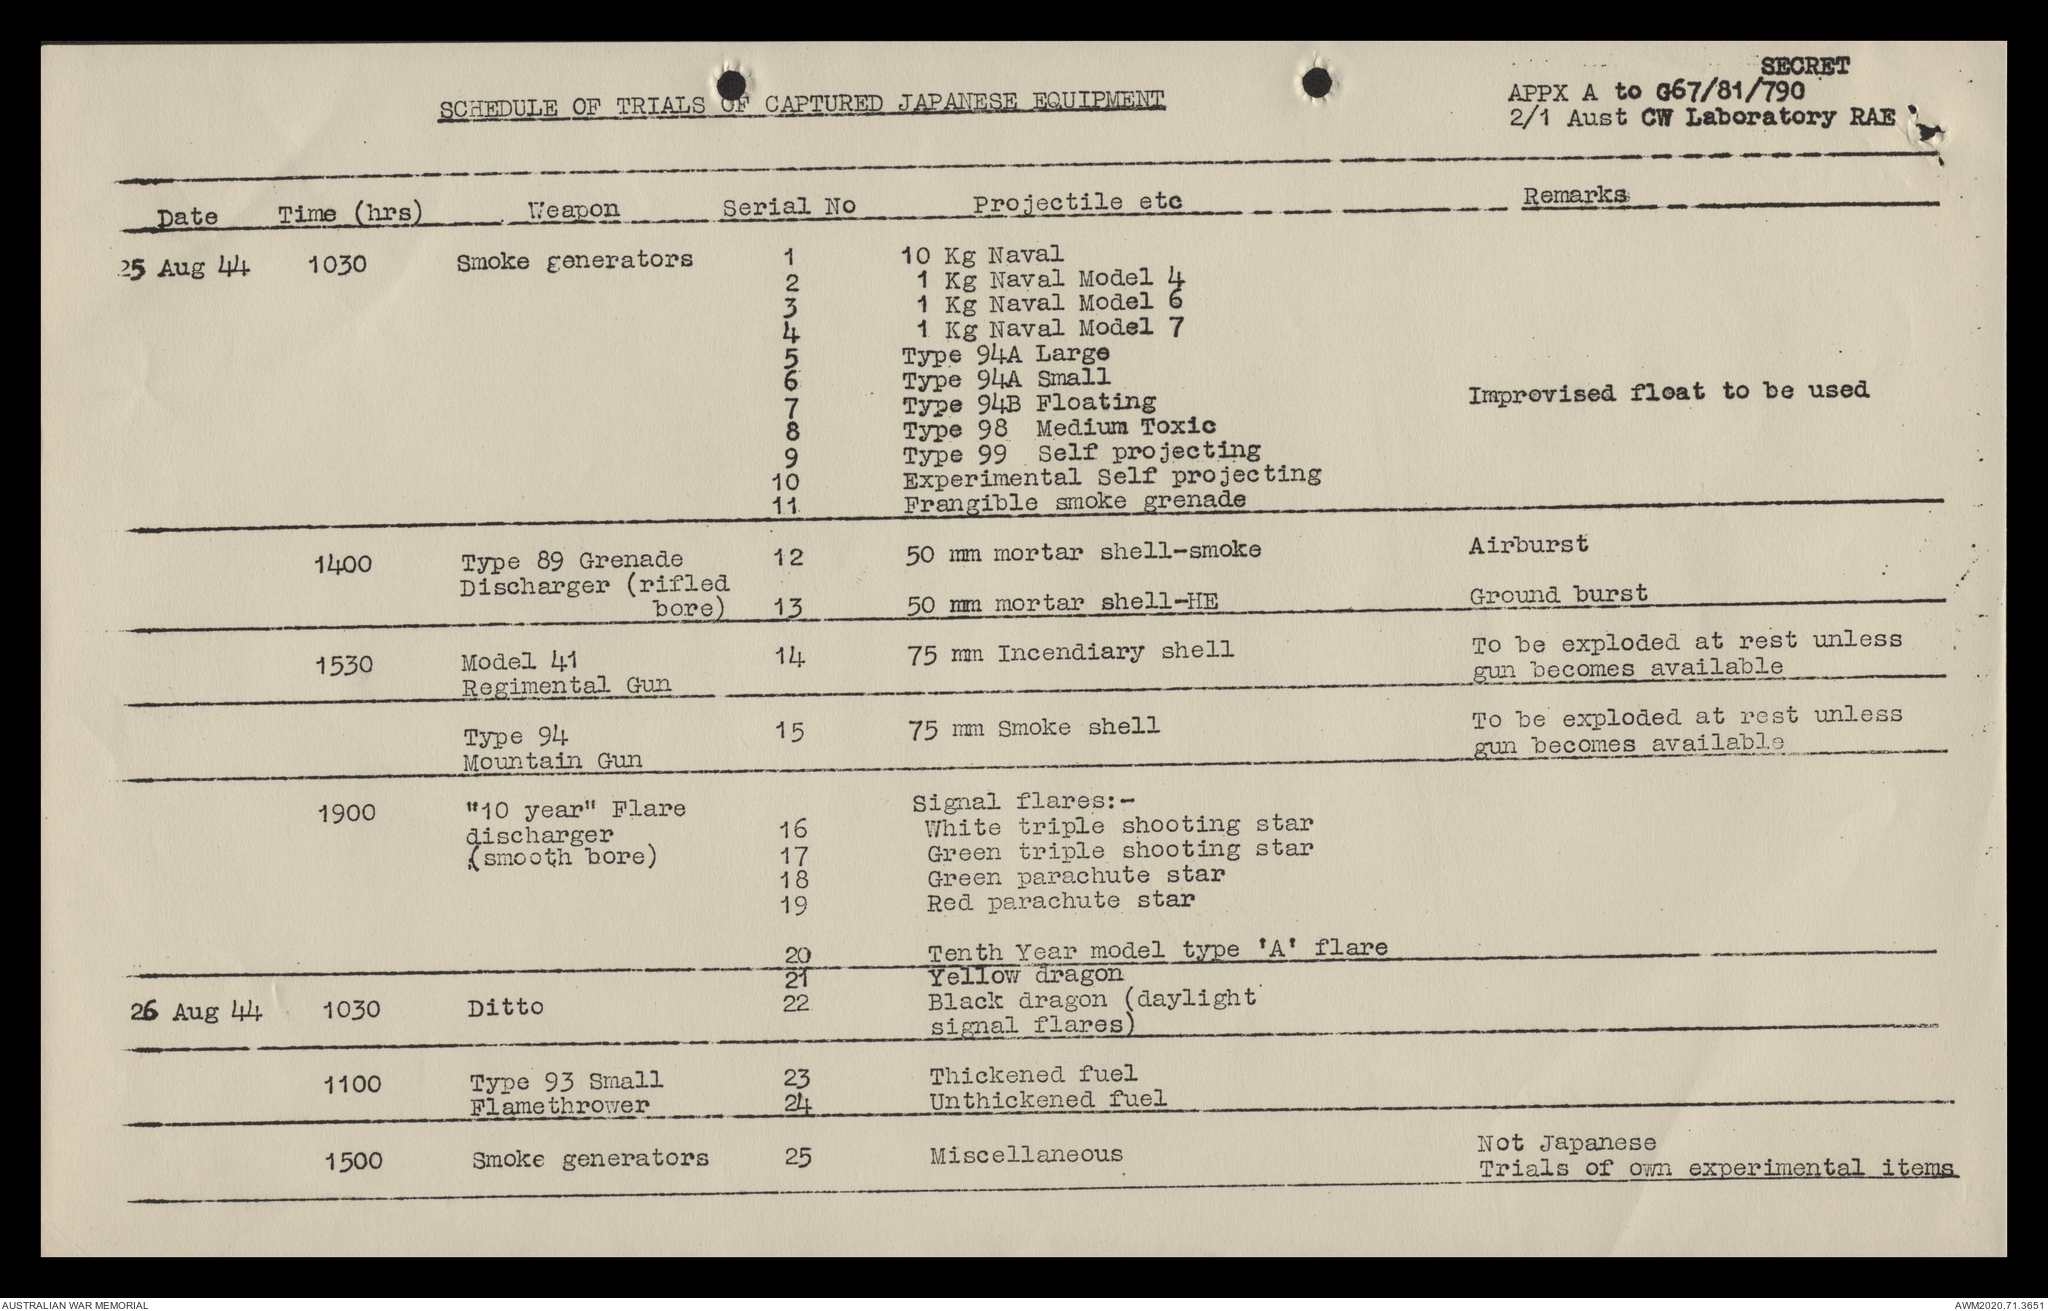 SECRET
APPX A to G67/81/790
2/1 Aust CW Laboratory RAE
SCHEDULE OF TRIALS OF CAPTURED JAPANESE EQUIPMENT
Date Time (hrs) Weapon Serial No Projectile etc Remarks
25 Aug 44 1030 Smoke generators 1 10 Kg Naval
2 1 Kg Naval Model 4
3 1 Kg Naval Model 6
4 1 Kg Naval Model 7
5 Type 94A Large
6 Type 94A Small
7 Type 94B Floating Improvised float to be used
8 Type 98 Medium Toxic
9 Type 99 Self projecting
10 Experimental Self projecting
11 Frangible smoke grenade
1400 Type 89 Grenade 12 50 mm mortar shell-smoke Airburst
Discharger (rifled
bore) 13 50 mm mortar shell-HE Ground burst
1530 Model 41 14 75 mm Incendiary shell To be exploded at rest unless
Regimental Gun gun becomes available
Type 94 15 75 mm Smoke shell To be exploded at rest unless
Mountain Gun gun becomes available
1900 "10 year" Flare Signal flares:-
discharger 16 White triple shooting star
(smooth bore) 17 Green triple shooting star
18 Green parachute star
19 Red parachute star
20 Tenth Year model type 'A' flare
21 Yellow dragon
26 Aug 44 1030 Ditto 22 Black dragon (daylight
signal flares)
1100 Type 93 Small 23 Thickened fuel
Flamethrower 24 Unthickened fuel
1500 Smoke generators 25 Miscellaneous Not Japanese
Trials of own experimental items
AUSTRALIAN WAR MEMORIAL AWM2020.71.3651